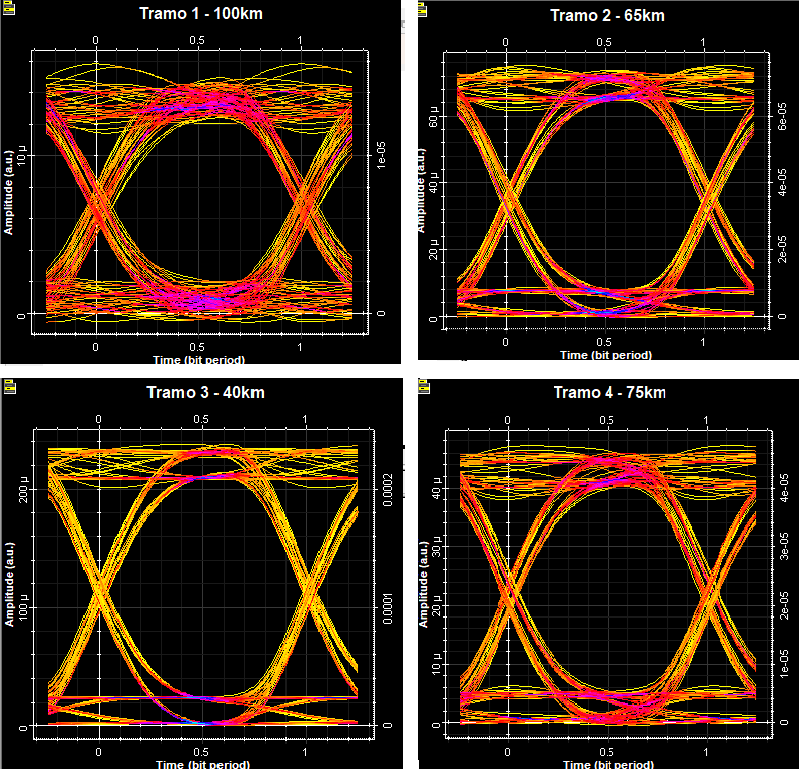 Tramo 1 - 100km
0 0.5 1
Amplitude (a.u.)
10 µ
0
1e-05
0
0 0.5 1
Time (bit period)
Tramo 2 - 65km
0 0.5 1
Amplitude (a.u.)
60 µ
40 µ
20 µ
0
6e-05
4e-05
2e-05
0
0 0.5 1
Time (bit period)
Tramo 3 - 40km
0 0.5 1
Amplitude (a.u.)
200 µ
100 µ
0
0.0002
0.0001
0
0 0.5 1
Time (bit period)
Tramo 4 - 75km
0 0.5 1
Amplitude (a.u.)
40 µ
30 µ
20 µ
10 µ
0
4e-05
3e-05
2e-05
1e-05
0
0 0.5 1
Time (bit period)